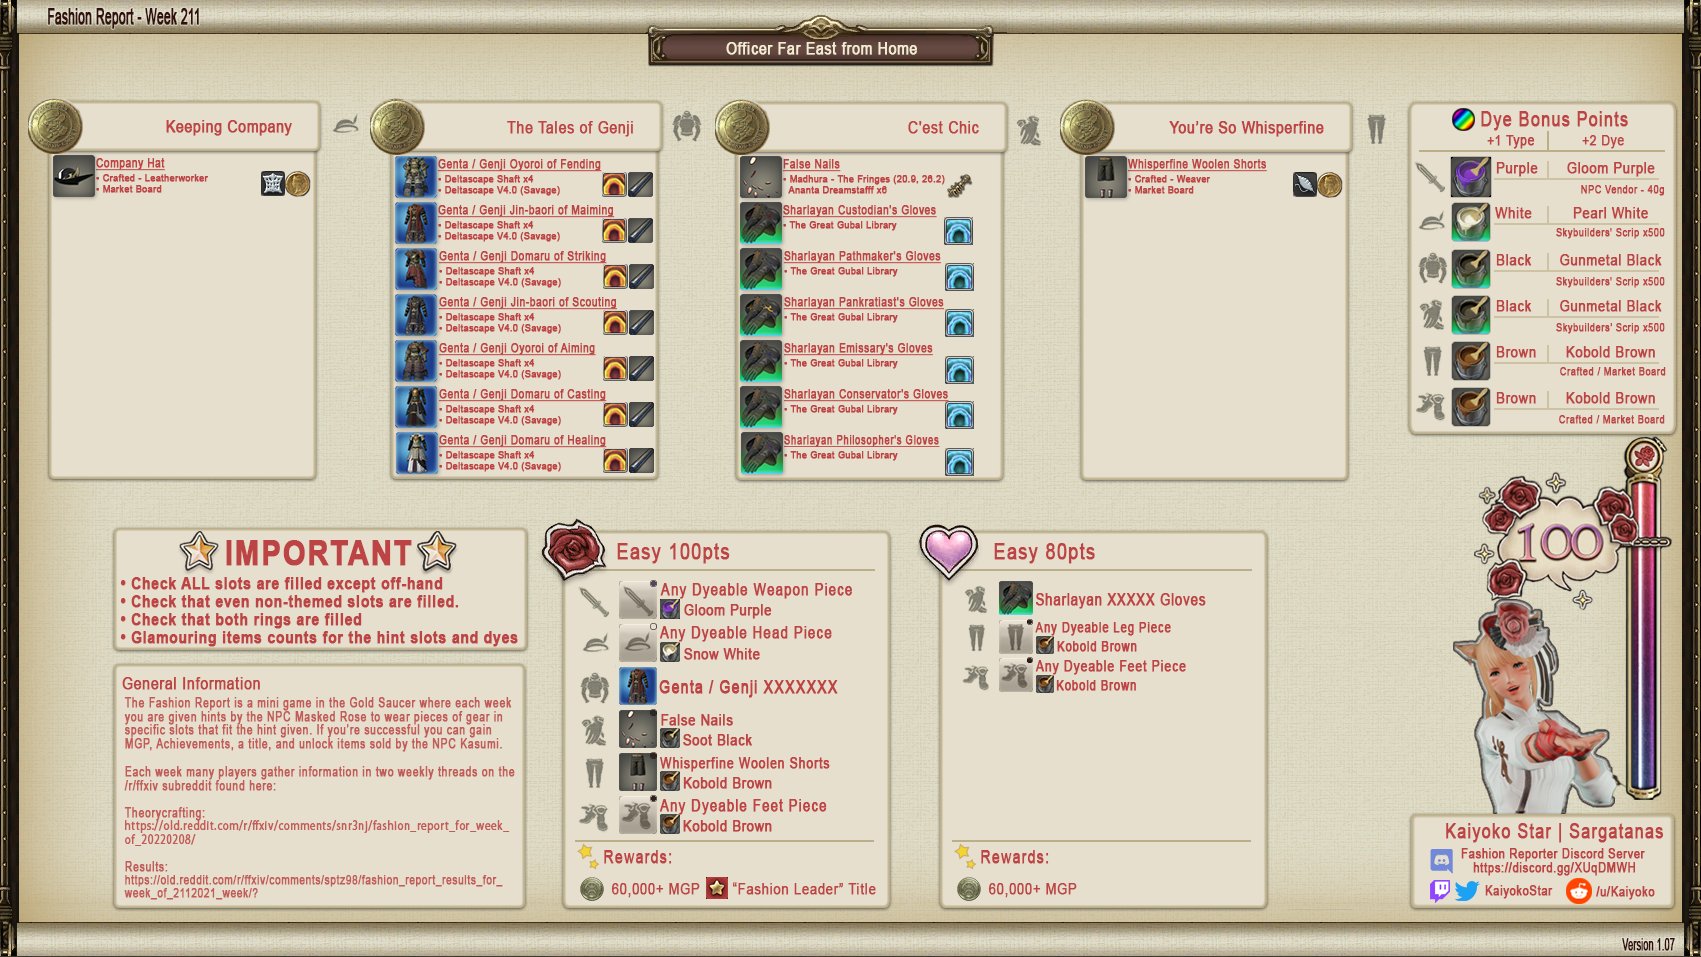 Fashion Report - Week 211
Officer Far East from Home
Keeping Company
Company Hat
• Crafted - Leatherworker
• Market Board
The Tales of Genji
Genta / Genji Oyoroi of Fending
• Deltascape Shaft x4
• Deltascape V4.0 (Savage)
Genta / Genji Jin-baori of Maiming
• Deltascape Shaft x4
• Deltascape V4.0 (Savage)
Genta / Genji Domaru of Striking
• Deltascape Shaft x4
• Deltascape V4.0 (Savage)
Genta / Genji Jin-baori of Scouting
• Deltascape Shaft x4
• Deltascape V4.0 (Savage)
Genta / Genji Oyoroi of Aiming
• Deltascape Shaft x4
• Deltascape V4.0 (Savage)
Genta / Genji Domaru of Casting
• Deltascape Shaft x4
• Deltascape V4.0 (Savage)
Genta / Genji Domaru of Healing
• Deltascape Shaft x4
• Deltascape V4.0 (Savage)
C'est Chic
False Nails
• Madhura - The Fringes (20.9, 26.2)
Ananta Dreamstafff x6
Sharlayan Custodian's Gloves
• The Great Gubal Library
Sharlayan Pathmaker's Gloves
• The Great Gubal Library
Sharlayan Pankratiast's Gloves
• The Great Gubal Library
Sharlayan Emissary's Gloves
• The Great Gubal Library
Sharlayan Conservator's Gloves
• The Great Gubal Library
Sharlayan Philosopher's Gloves
• The Great Gubal Library
You're So Whisperfine
Whisperfine Woolen Shorts
• Crafted - Weaver
• Market Board
Dye Bonus Points
+1 Type | +2 Dye
Purple | Gloom Purple
NPC Vendor - 40g
White | Pearl White
Skybuilders' Scrip x500
Black | Gunmetal Black
Skybuilders' Scrip x500
Black | Gunmetal Black
Skybuilders' Scrip x500
Brown | Kobold Brown
Crafted / Market Board
Brown | Kobold Brown
Crafted / Market Board
IMPORTANT
• Check ALL slots are filled except off-hand
• Check that even non-themed slots are filled.
• Check that both rings are filled
• Glamouring items counts for the hint slots and dyes
General Information
The Fashion Report is a mini game in the Gold Saucer where each week
you are given hints by the NPC Masked Rose to wear pieces of gear in
specific slots that fit the hint given. If you're successful you can gain
MGP, Achievements, a title, and unlock items sold by the NPC Kasumi.
Each week many players gather information in two weekly threads on the
/r/ffxiv subreddit found here:
Theorycrafting:
https://old.reddit.com/r/ffxiv/comments/snr3nj/fashion_report_for_week_
of_20220208/
Results:
https://old.reddit.com/r/ffxiv/comments/sptz98/fashion_report_results_for_
week_of_2112021_week/?
Easy 100pts
Any Dyeable Weapon Piece
Gloom Purple
Any Dyeable Head Piece
Snow White
Genta / Genji XXXXXXX
False Nails
Soot Black
Whisperfine Woolen Shorts
Kobold Brown
Any Dyeable Feet Piece
Kobold Brown
Rewards:
60,000+ MGP
“Fashion Leader” Title
Easy 80pts
Sharlayan XXXXX Gloves
Any Dyeable Leg Piece
Kobold Brown
Any Dyeable Feet Piece
Kobold Brown
Rewards:
60,000+ MGP
100
Kaiyoko Star | Sargatanas
Fashion Reporter Discord Server
https://discord.gg/XUqDMWH
KaiyokoStar
/u/Kaiyoko
Version 1.07